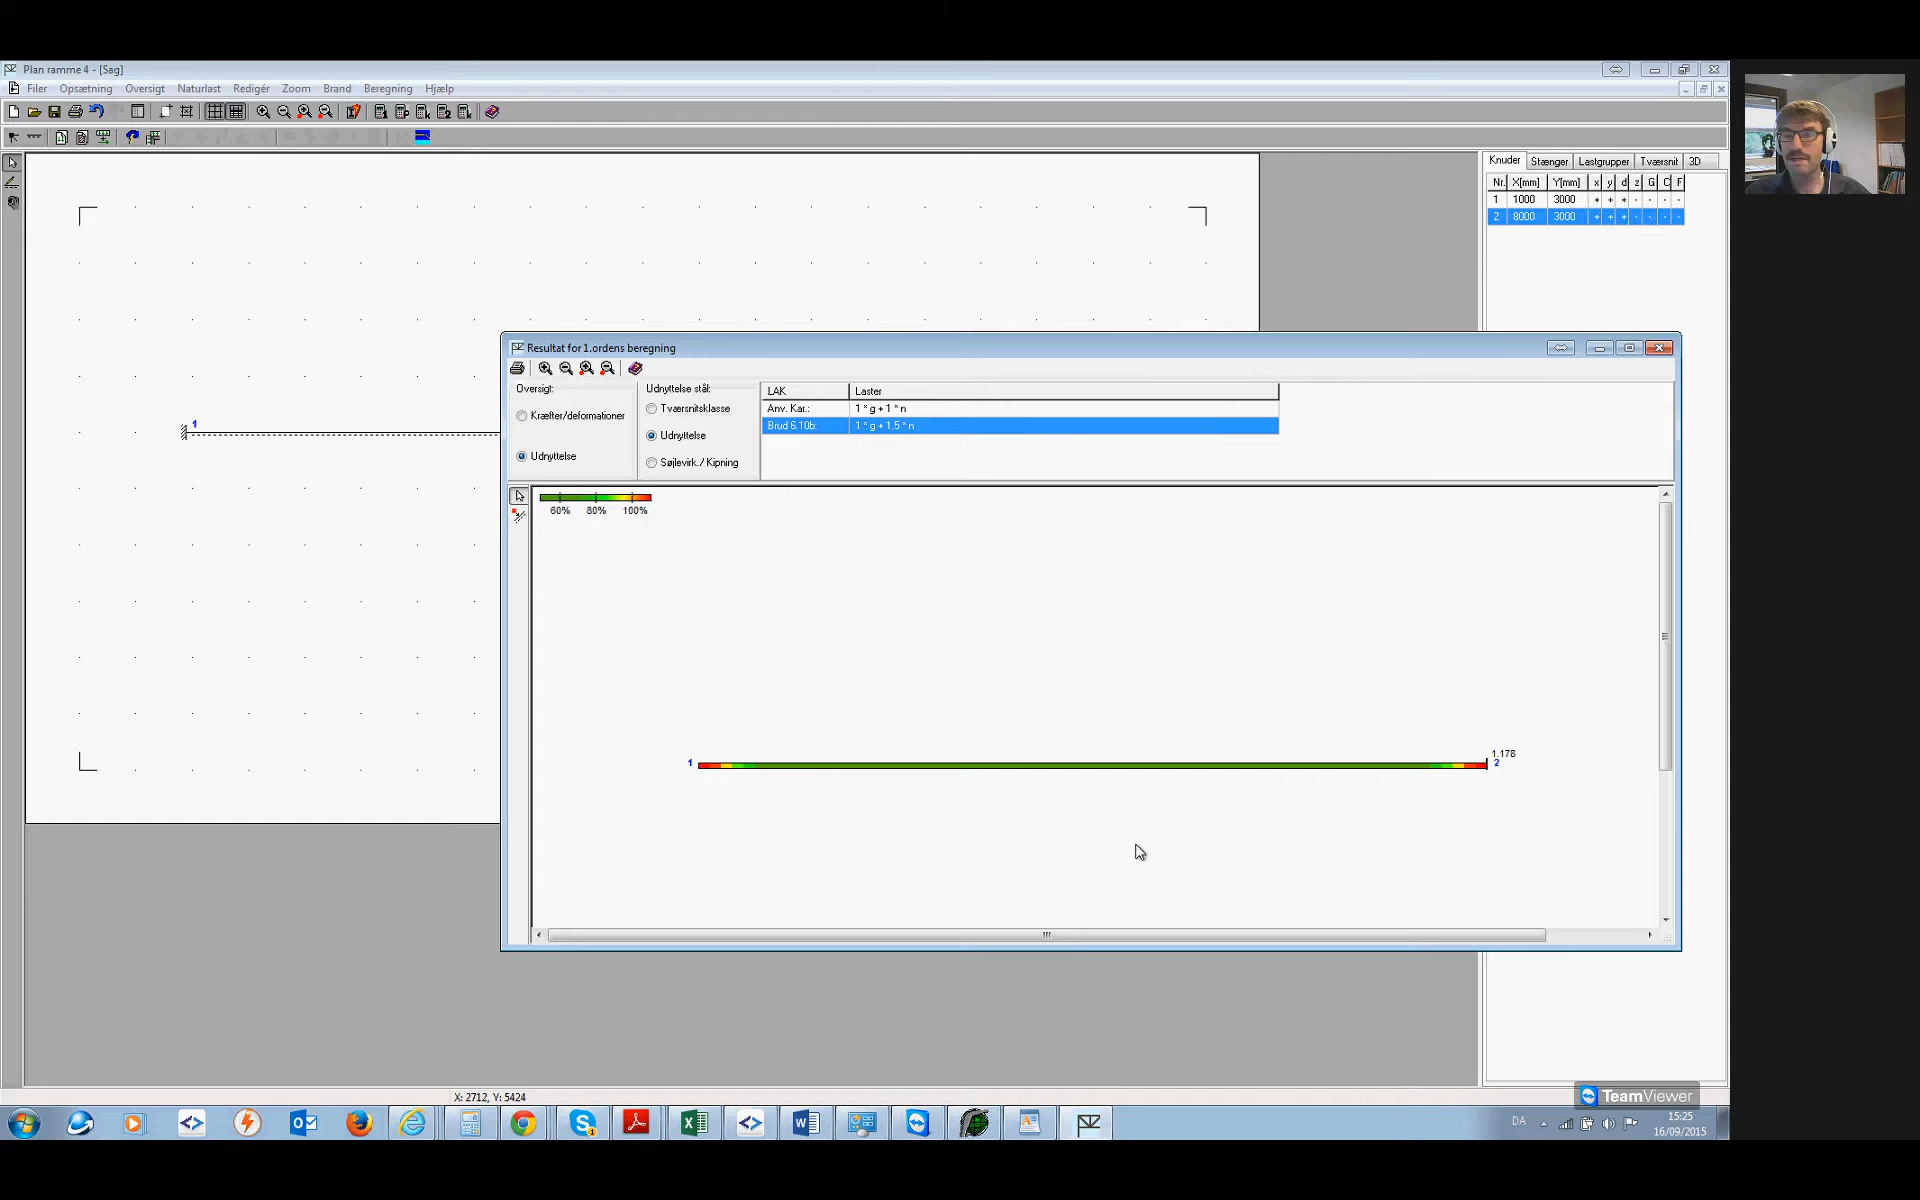 Plan ramme 4 - [Sag]
Filer Opsætning Oversigt Naturlast Redigér Zoom Brand Beregning Hjælp
Knuder Stænger Lastgrupper Tværsnit 3D
Nr. X[mm] Y[mm] x y d z G C F
1 1000 3000 + + + - - - -
2 8000 3000 + + + - - - -
1
Resultat for 1.ordens beregning
Oversigt:
Kræfter/deformationer
Udnyttelse
Udnyttelse stål:
Tværsnitsklasse
Udnyttelse
Søjlevirk./ Kipning
LAK Laster
Anv. Kar.: 1 * g + 1 * n
Brud 6.10b: 1 * g + 1.5 * n
60% 80% 100%
1.178
1 2
X: 2712, Y: 5424
TeamViewer
DA
15:25
16/09/2015